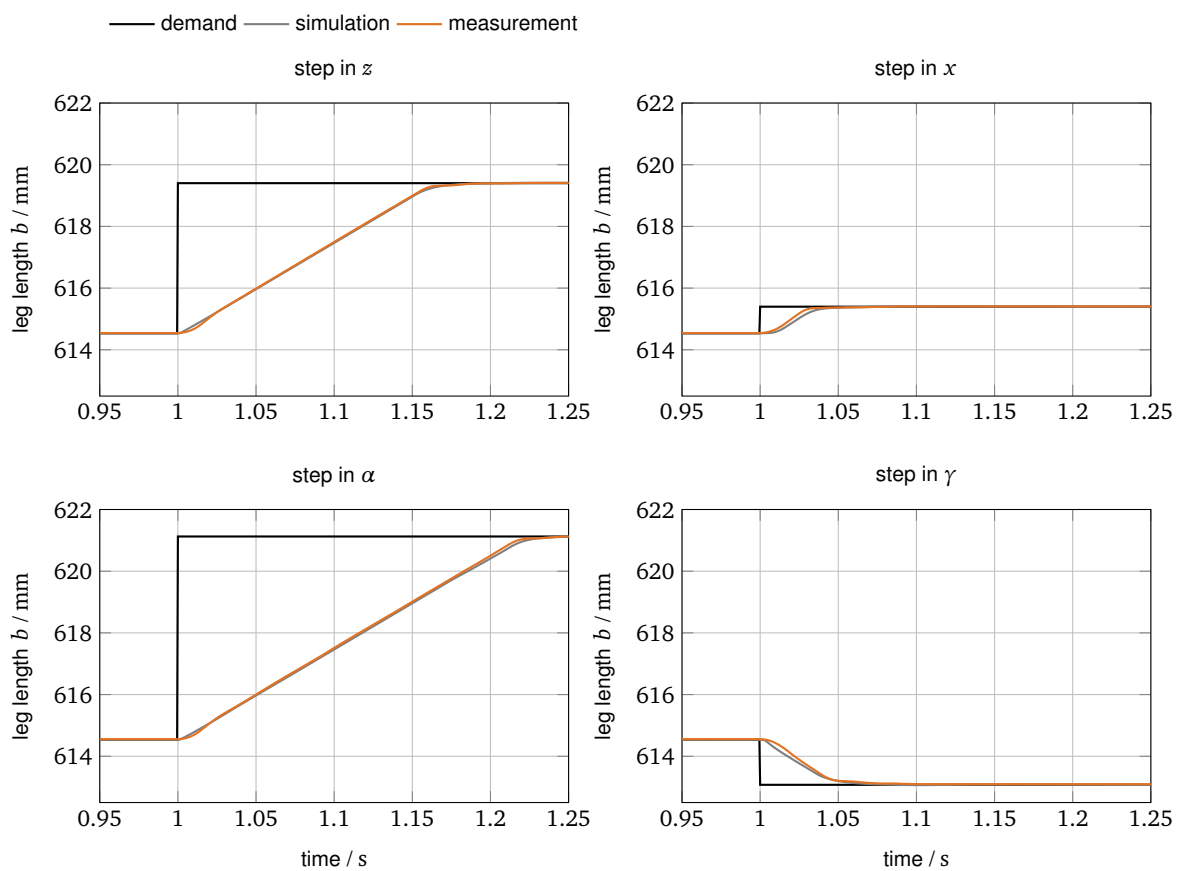 demand simulation measurement
step in z
622
620
618
616
614
leg length b / mm
0.95 1 1.05 1.1 1.15 1.2 1.25
step in x
622
620
618
616
614
leg length b / mm
0.95 1 1.05 1.1 1.15 1.2 1.25
step in α
622
620
618
616
614
leg length b / mm
0.95 1 1.05 1.1 1.15 1.2 1.25
time / s
step in γ
622
620
618
616
614
leg length b / mm
0.95 1 1.05 1.1 1.15 1.2 1.25
time / s